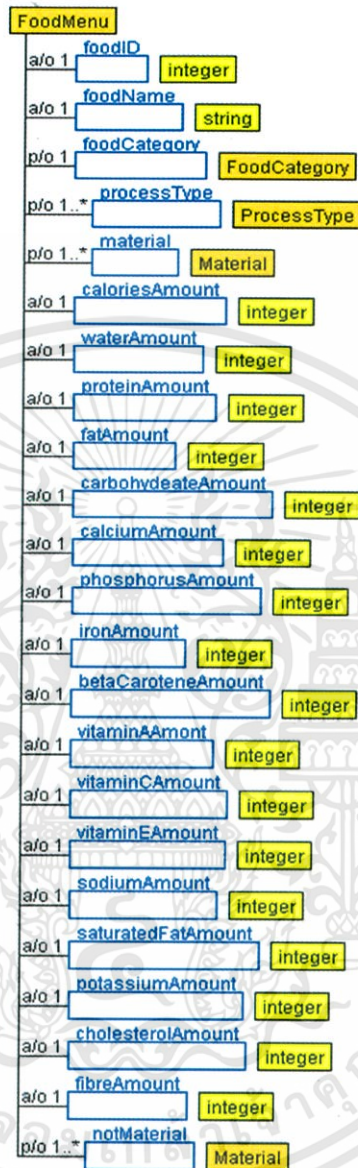 FoodMenu
foodID
a/o 1 integer
foodName
a/o 1 string
foodCategory
p/o 1 FoodCategory
processType
p/o 1..* ProcessType
material
p/o 1..* Material
caloriesAmount
a/o 1 integer
waterAmount
a/o 1 integer
proteinAmount
a/o 1 integer
fatAmount
a/o 1 integer
carbohydeateAmount
a/o 1 integer
calciumAmount
a/o 1 integer
phosphorusAmount
a/o 1 integer
ironAmount
a/o 1 integer
betaCaroteneAmount
a/o 1 integer
vitaminAAmont
a/o 1 integer
vitaminCAmount
a/o 1 integer
vitaminEAmount
a/o 1 integer
sodiumAmount
a/o 1 integer
saturatedFatAmount
a/o 1 integer
potassiumAmount
a/o 1 integer
cholesterolAmount
a/o 1 integer
fibreAmount
a/o 1 integer
notMaterial
p/o 1..* Material